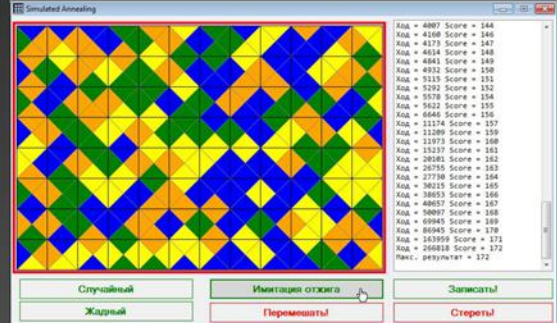 Simulated Annealing
Ход = 4007 Score = 144
Ход = 4160 Score = 146
Ход = 4173 Score = 147
Ход = 4614 Score = 148
Ход = 4841 Score = 149
Ход = 4932 Score = 150
Ход = 5115 Score = 151
Ход = 5292 Score = 152
Ход = 5578 Score = 154
Ход = 5622 Score = 155
Ход = 6646 Score = 156
Ход = 11174 Score = 157
Ход = 11209 Score = 159
Ход = 11973 Score = 160
Ход = 15237 Score = 161
Ход = 20101 Score = 162
Ход = 26755 Score = 163
Ход = 27730 Score = 164
Ход = 30215 Score = 165
Ход = 38653 Score = 166
Ход = 40657 Score = 167
Ход = 50097 Score = 168
Ход = 69945 Score = 169
Ход = 86945 Score = 170
Ход = 163959 Score = 171
Ход = 266818 Score = 172
Макс. результат = 172
Случайный
Имитация отжига
Записать!
Жадный
Перемешать!
Стереть!